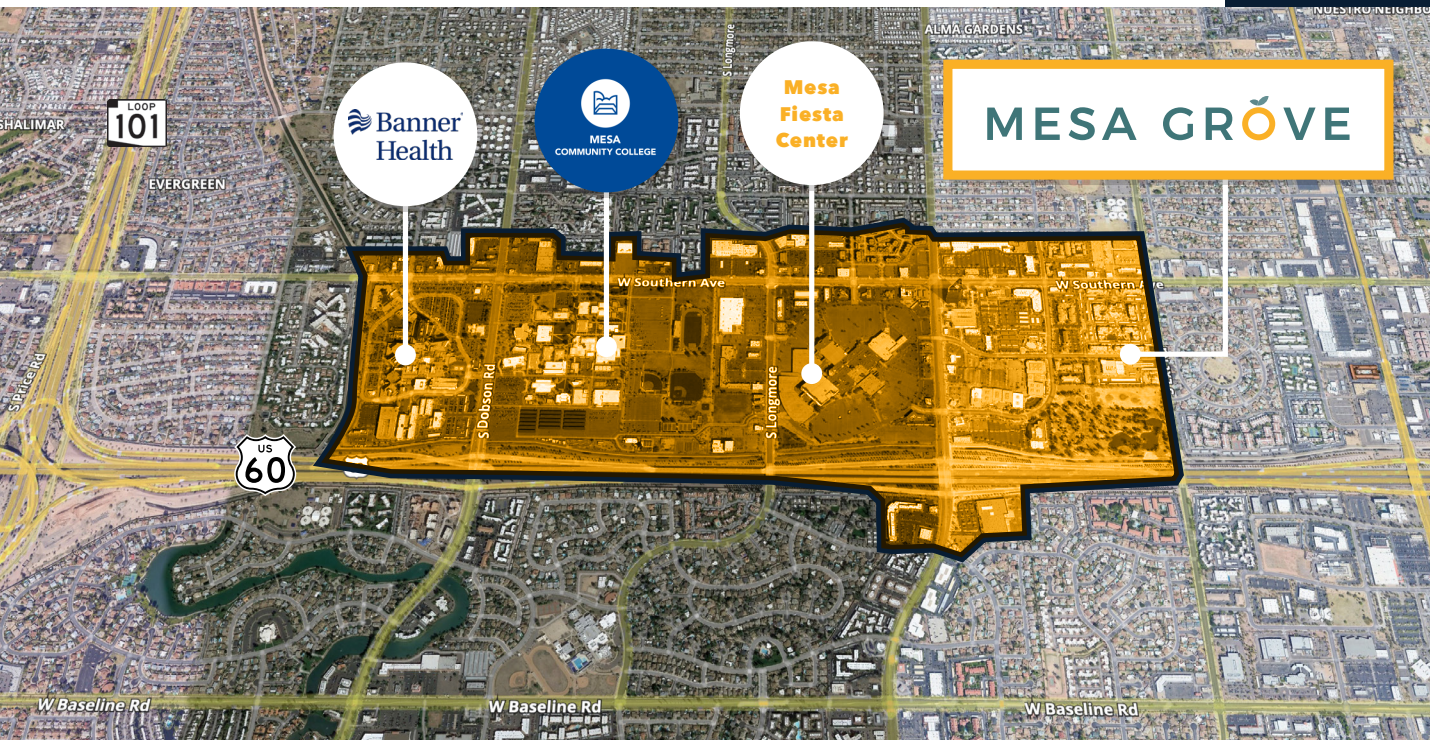 NUESTRO NEIGHBO
ALMA GARDENS
S Longmore
LOOP
101
SHALIMAR
EVERGREEN
Banner
Health
MESA
COMMUNITY COLLEGE
Mesa
Fiesta
Center
MESA GROVE
W Southern Ave
W Southern Ave
S Price Rd
S Dobson Rd
S Longmore
US
60
W Baseline Rd
W Baseline Rd
W Baseline Rd